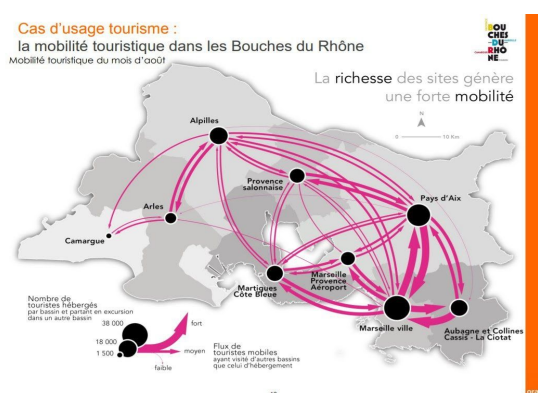 Cas d'usage tourisme :
la mobilité touristique dans les Bouches du Rhône
Mobilité touristique du mois d'août
BOU
CHES
DU
RHO
NE
La richesse des sites génère
une forte mobilité
N
0 10 Km
Alpilles
Provence
salonnaise
Pays d'Aix
Arles
Camargue
Martigues
Côte Bleue
Marseille
Provence
Aéroport
Marseille ville
Aubagne et Collines
Cassis - La Ciotat
Nombre de
touristes hébergés
par bassin et partant en excursion
dans un autre bassin
38 000
18 000
1 500
fort
moyen
faible
Flux de
touristes mobiles
ayant visité d'autres bassins
que celui d'hébergement